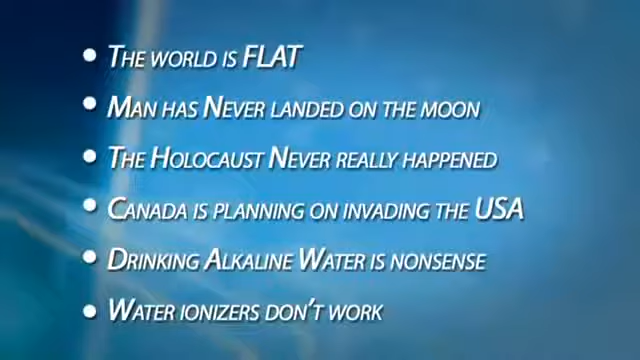 • The world is FLAT
• Man has Never landed on the moon
• The Holocaust Never really happened
• Canada is planning on invading the USA
• Drinking Alkaline Water is nonsense
• Water ionizers don't work